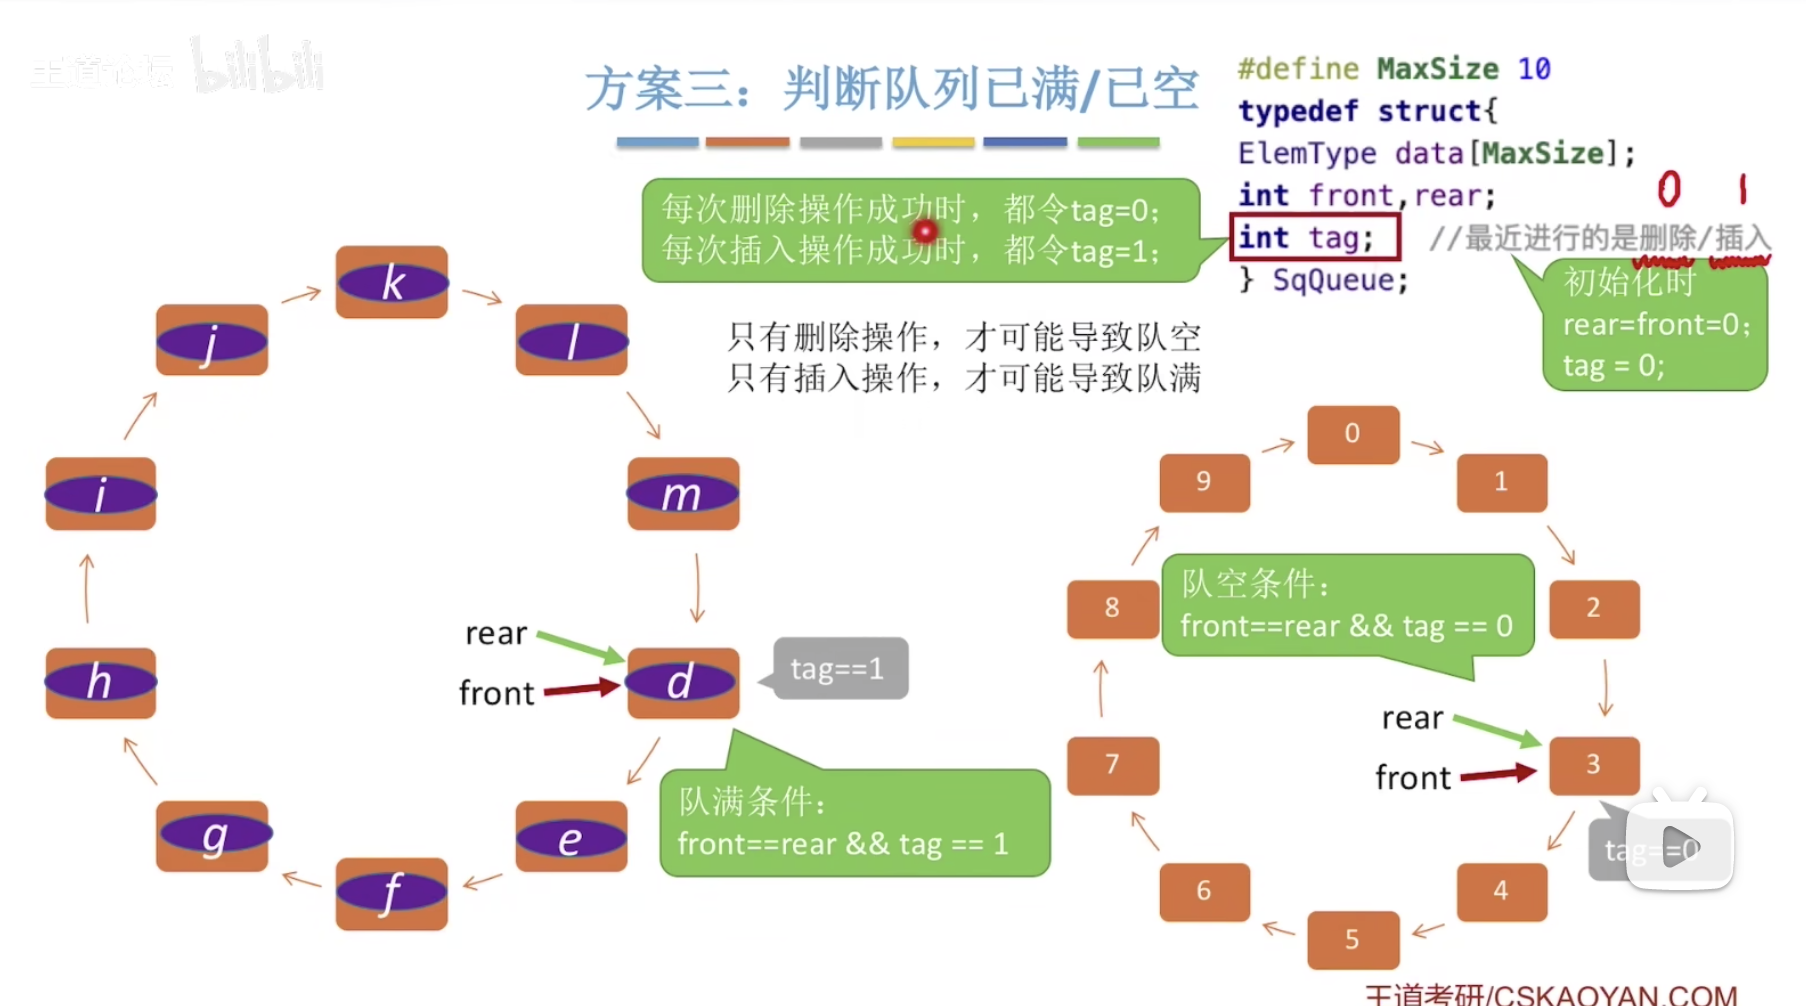 王道论坛 bilibili
方案三：判断队列已满/已空
#define MaxSize 10
typedef struct{
ElemType data[MaxSize];
int front,rear;
0 1
int tag; //最近进行的是删除/插入
} SqQueue;
每次删除操作成功时，都令tag=0；
每次插入操作成功时，都令tag=1；
初始化时
rear=front=0；
tag = 0;
只有删除操作，才可能导致队空
只有插入操作，才可能导致队满
k
j
l
i
m
h
d
g
e
f
rear
front
tag==1
队满条件：
front==rear && tag == 1
0
9
1
8
2
队空条件：
front==rear && tag == 0
7
3
rear
front
tag==0
6
4
5
王道考研/CSKAOYAN.COM